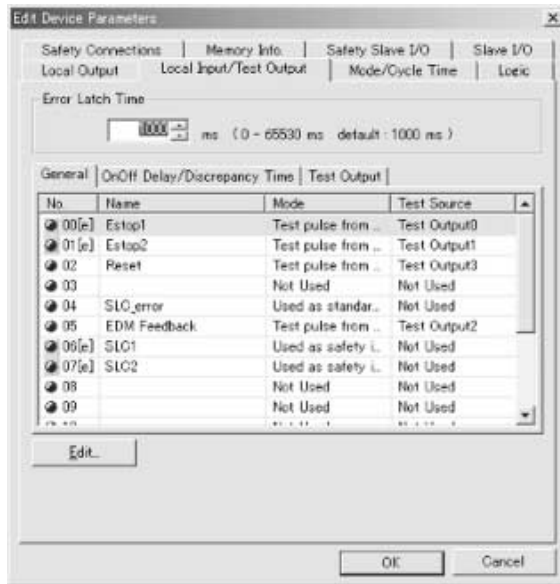 Edit Device Parameters
Safety Connections Memory Info. Safety Slave I/O Slave I/O
Local Output Local Input/Test Output Mode/Cycle Time Logic
Error Latch Time
1000 ms (0 - 65530 ms default : 1000 ms)
General OnOff Delay/Discrepancy Time Test Output
No. Name Mode Test Source
00[e] Estop1 Test pulse from ... Test Output0
01[e] Estop2 Test pulse from ... Test Output1
02 Reset Test pulse from ... Test Output3
03 Not Used Not Used
04 SLC_error Used as standar... Not Used
05 EDM Feedback Test pulse from ... Test Output2
06[e] SLC1 Used as safety i... Not Used
07[e] SLC2 Used as safety i... Not Used
08 Not Used Not Used
09 Not Used Not Used
Edit...
OK Cancel